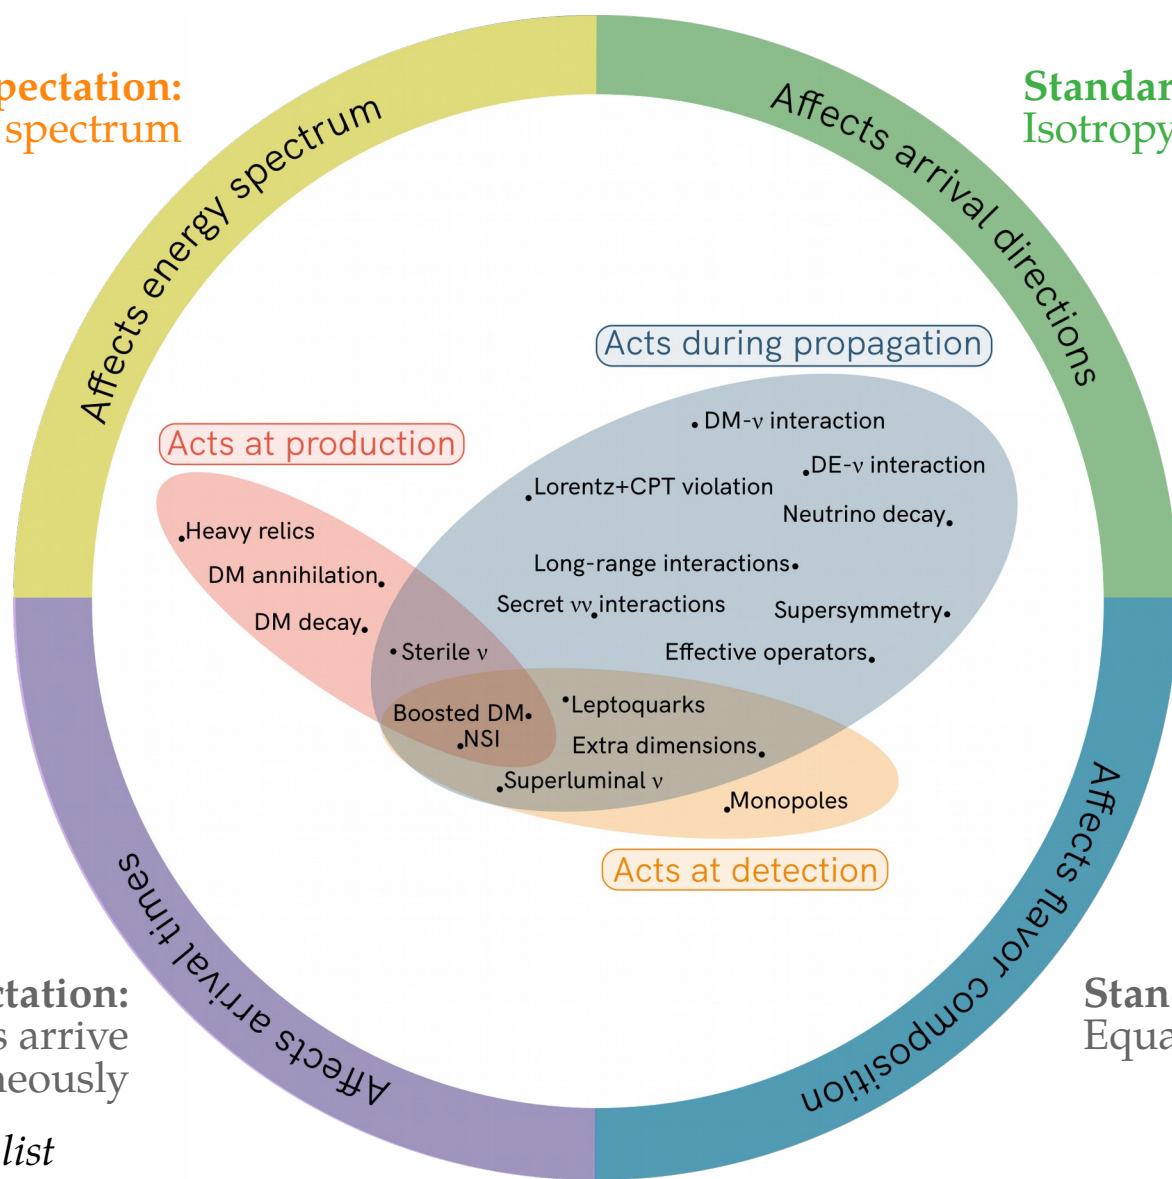 pectation:
spectrum
Standar
Isotropy
Affects energy spectrum
Affects arrival directions
Acts during propagation
DM-ν interaction
Acts at production
DE-ν interaction
Lorentz+CPT violation
Neutrino decay
Heavy relics
Long-range interactions
DM annihilation
Secret νν interactions
Supersymmetry
DM decay
Sterile ν
Effective operators
Leptoquarks
Boosted DM
NSI
Extra dimensions
Superluminal ν
Monopoles
Acts at detection
Affects arrival times
Affects flavor composition
ctation:
s arrive
neously
Stan
Equa
list